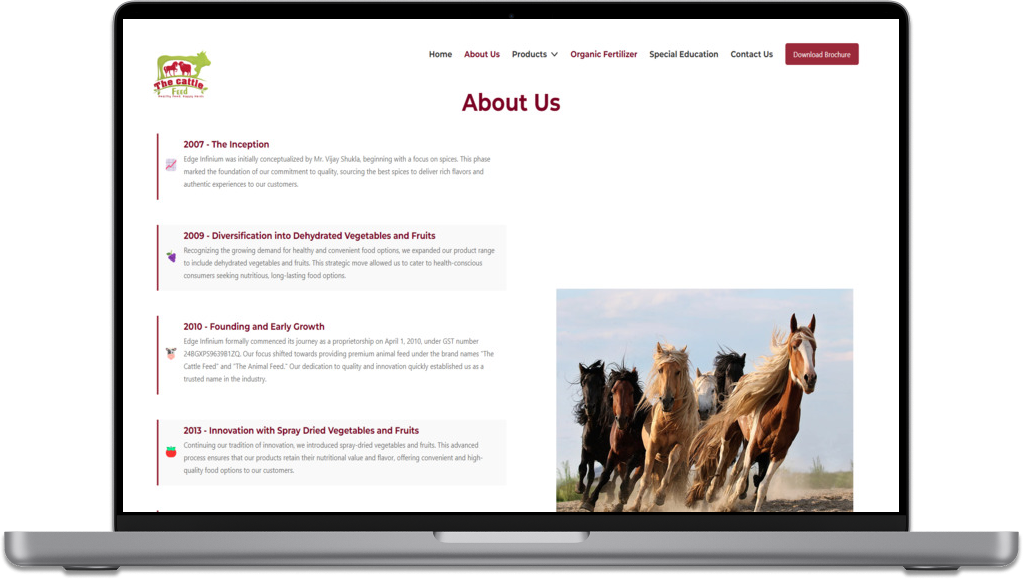 The cattle
Feed
Healthy Feed, Happy Herds
Home
About Us
Products
Organic Fertilizer
Special Education
Contact Us
Download Brochure
About Us
2007 - The Inception
Edge Infinium was initially conceptualized by Mr. Vijay Shukla, beginning with a focus on spices. This phase
marked the foundation of our commitment to quality, sourcing the best spices to deliver rich flavors and
authentic experiences to our customers.
2009 - Diversification into Dehydrated Vegetables and Fruits
Recognizing the growing demand for healthy and convenient food options, we expanded our product range
to include dehydrated vegetables and fruits. This strategic move allowed us to cater to health-conscious
consumers seeking nutritious, long-lasting food options.
2010 - Founding and Early Growth
Edge Infinium formally commenced its journey as a proprietorship on April 1, 2010, under GST number
24BGXPS9639B1ZQ. Our focus shifted towards providing premium animal feed under the brand names "The
Cattle Feed" and "The Animal Feed." Our dedication to quality and innovation quickly established us as a
trusted name in the industry.
2013 - Innovation with Spray Dried Vegetables and Fruits
Continuing our tradition of innovation, we introduced spray-dried vegetables and fruits. This advanced
process ensures that our products retain their nutritional value and flavor, offering convenient and high-
quality food options to our customers.